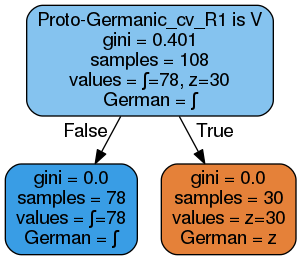 Proto-Germanic_cv_R1 is V
gini = 0.401
samples = 108
values = ʃ=78, z=30
German = ʃ
False
True
gini = 0.0
samples = 78
values = ʃ=78
German = ʃ
gini = 0.0
samples = 30
values = z=30
German = z